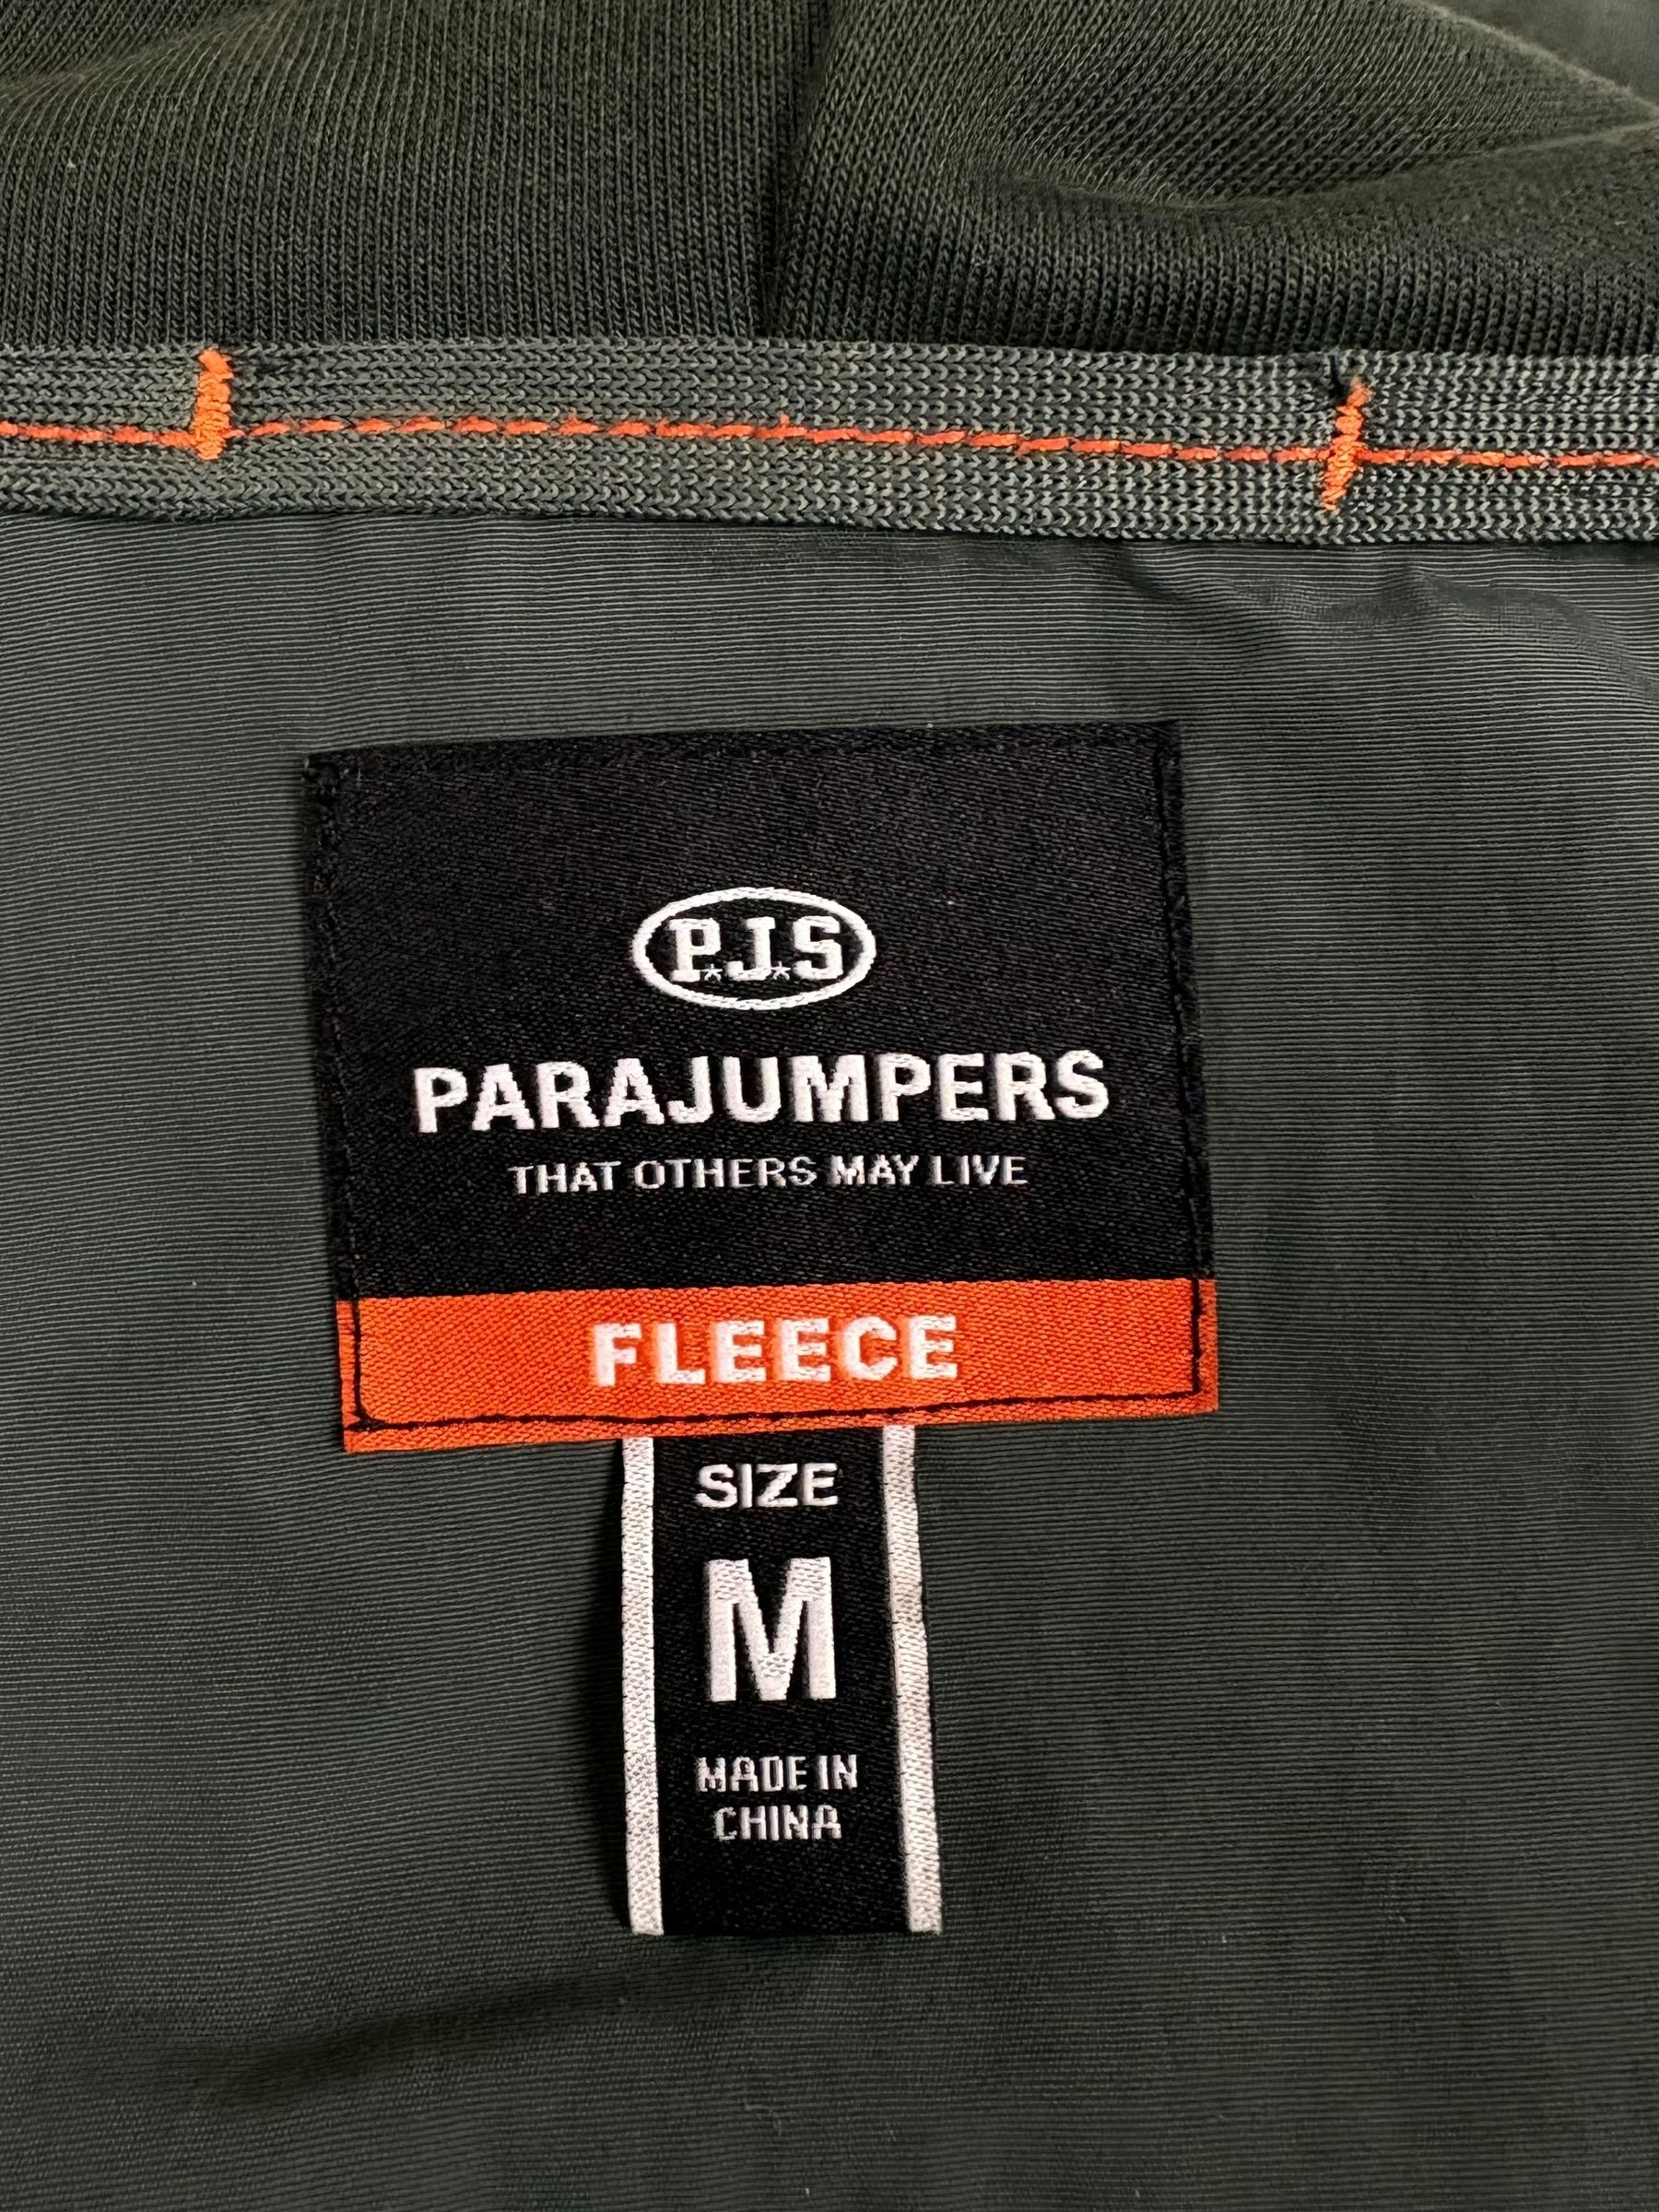 P.J.S
PARAJUMPERS
THAT OTHERS MAY LIVE
FLEECE
SIZE
M
MADE IN
CHINA